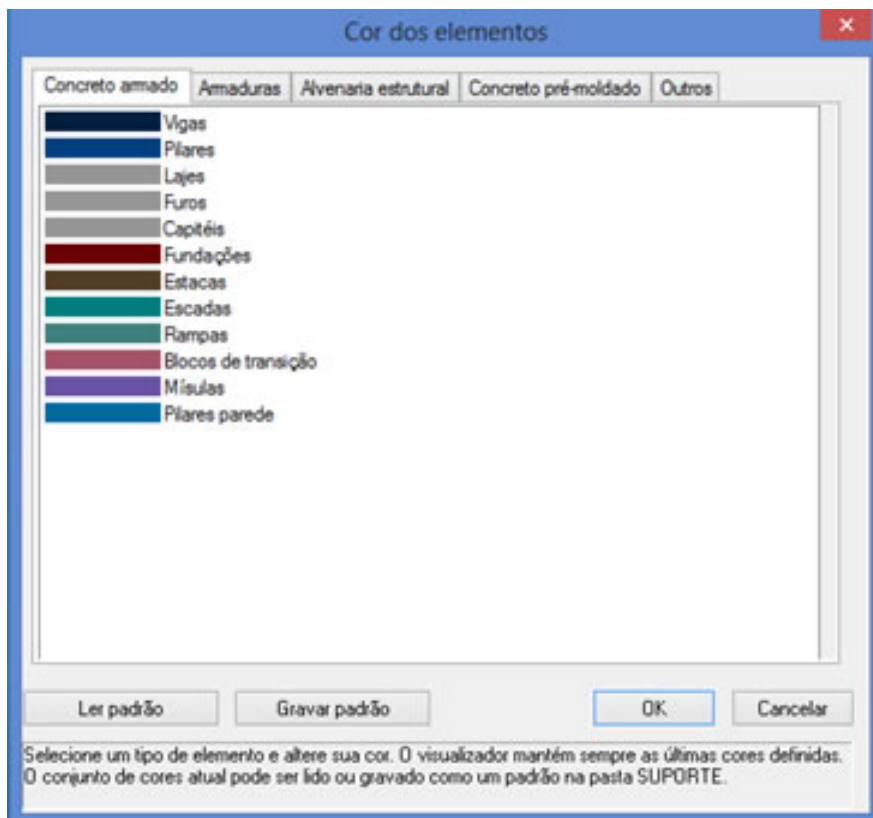 Cor dos elementos
Concreto armado Armaduras Alvenaria estrutural Concreto pré-moldado Outros
Vigas
Pilares
Lajes
Furos
Capitéis
Fundações
Estacas
Escadas
Rampas
Blocos de transição
Mísulas
Pilares parede
Ler padrão Gravar padrão OK Cancelar
Selecione um tipo de elemento e altere sua cor. O visualizador mantém sempre as últimas cores definidas.
O conjunto de cores atual pode ser lido ou gravado como um padrão na pasta SUPORTE.